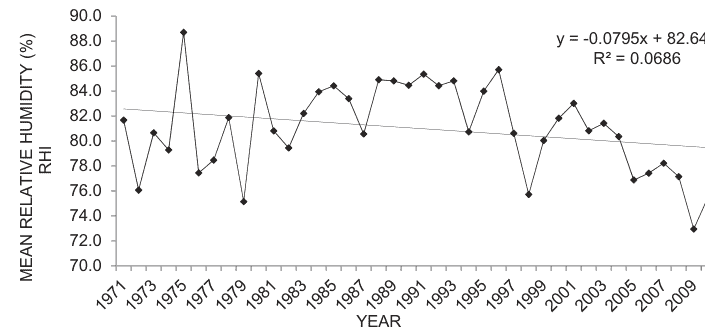 90.0
88.0
86.0
84.0
82.0
80.0
78.0
76.0
74.0
72.0
70.0
MEAN RELATIVE HUMIDITY (%)
RHI
y = -0.0795x + 82.64
R² = 0.0686
1971 1973 1975 1977 1979 1981 1983 1985 1987 1989 1991 1993 1995 1997 1999 2001 2003 2005 2007 2009
YEAR